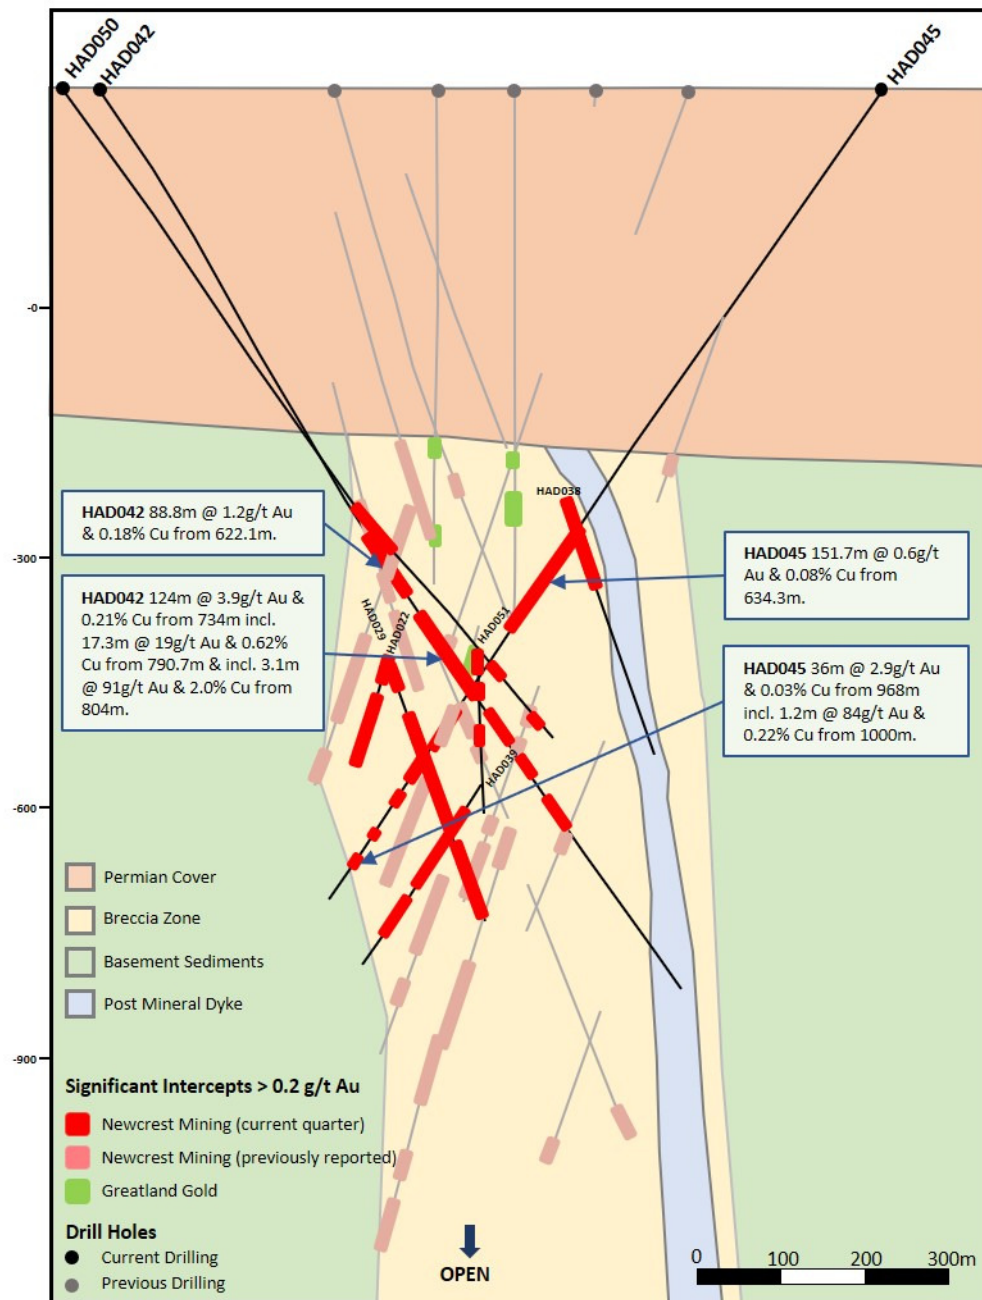 HAD050
HAD042
HAD045
-0
-300
-600
-900
HAD038
HAD042 88.8m @ 1.2g/t Au
& 0.18% Cu from 622.1m.
HAD042 124m @ 3.9g/t Au &
0.21% Cu from 734m incl.
17.3m @ 19g/t Au & 0.62%
Cu from 790.7m & incl. 3.1m
@ 91g/t Au & 2.0% Cu from
804m.
HAD045 151.7m @ 0.6g/t
Au & 0.08% Cu from
634.3m.
HAD045 36m @ 2.9g/t Au
& 0.03% Cu from 968m
incl. 1.2m @ 84g/t Au &
0.22% Cu from 1000m.
HAD029
HAD022
HAD051
HAD039
Permian Cover
Breccia Zone
Basement Sediments
Post Mineral Dyke
Significant Intercepts > 0.2 g/t Au
Newcrest Mining (current quarter)
Newcrest Mining (previously reported)
Greatland Gold
Drill Holes
Current Drilling
Previous Drilling
OPEN
0 100 200 300m